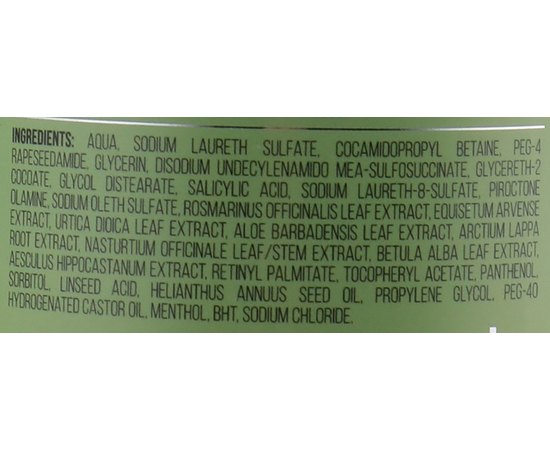 INGREDIENTS: AQUA, SODIUM LAURETH SULFATE, COCAMIDOPROPYL BETAINE, PEG-4
RAPESEEDAMIDE, GLYCERIN, DISODIUM UNDECYLENAMIDO MEA-SULFOSUCCINATE, GLYCERETH-2
COCOATE, GLYCOL DISTEARATE, SALICYLIC ACID, SODIUM LAURETH-8-SULFATE, PIROCTONE
OLAMINE, SODIUM OLETH SULFATE, ROSMARINUS OFFICINALIS LEAF EXTRACT, EQUISETUM ARVENSE
EXTRACT, URTICA DIOICA LEAF EXTRACT, ALOE BARBADENSIS LEAF EXTRACT, ARCTIUM LAPPA
ROOT EXTRACT, NASTURTIUM OFFICINALE LEAF/STEM EXTRACT, BETULA ALBA LEAF EXTRACT,
AESCULUS HIPPOCASTANUM EXTRACT, RETINYL PALMITATE, TOCOPHERYL ACETATE, PANTHENOL,
SORBITOL, LINSEED ACID, HELIANTHUS ANNUUS SEED OIL, PROPYLENE GLYCOL, PEG-40
HYDROGENATED CASTOR OIL, MENTHOL, BHT, SODIUM CHLORIDE.